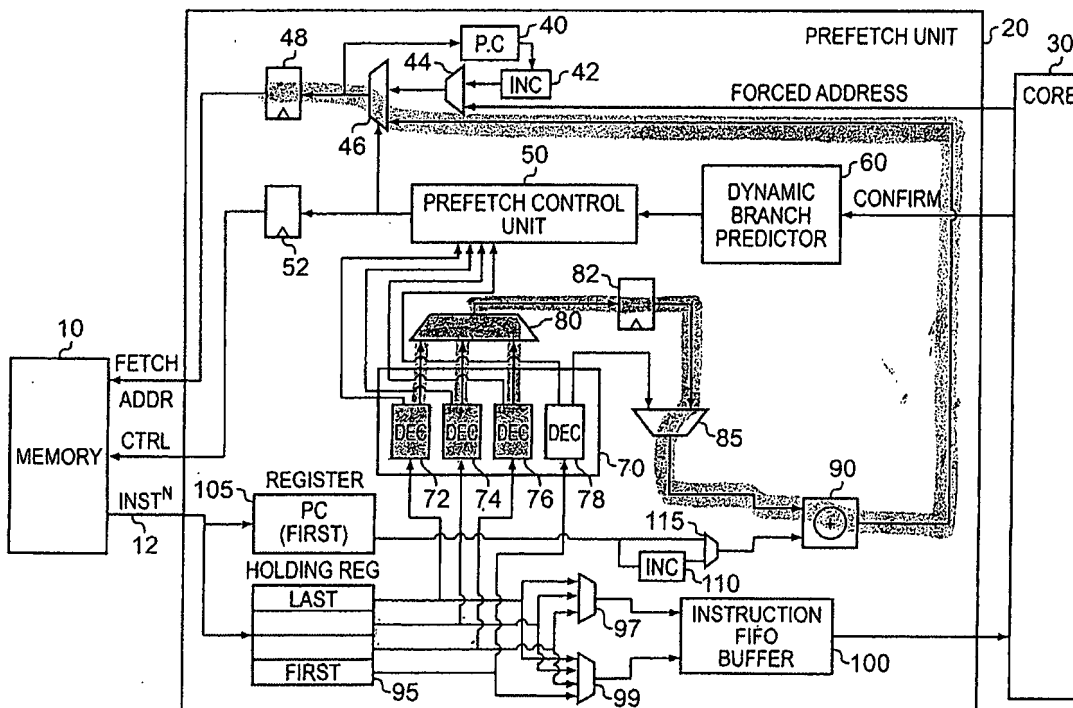 40
P.C
PREFETCH UNIT
20
48
44
INC
42
30
CORE
FORCED ADDRESS
46
50
PREFETCH CONTROL
UNIT
60
DYNAMIC
BRANCH
PREDICTOR
CONFIRM
52
82
80
10
MEMORY
FETCH
ADDR
CTRL
INSTᴺ
12
DEC
DEC
DEC
DEC
85
70
72
74
76
78
90
105
REGISTER
PC
(FIRST)
115
INC
110
HOLDING REG
LAST
FIRST
95
97
99
INSTRUCTION
FIFO
BUFFER
100